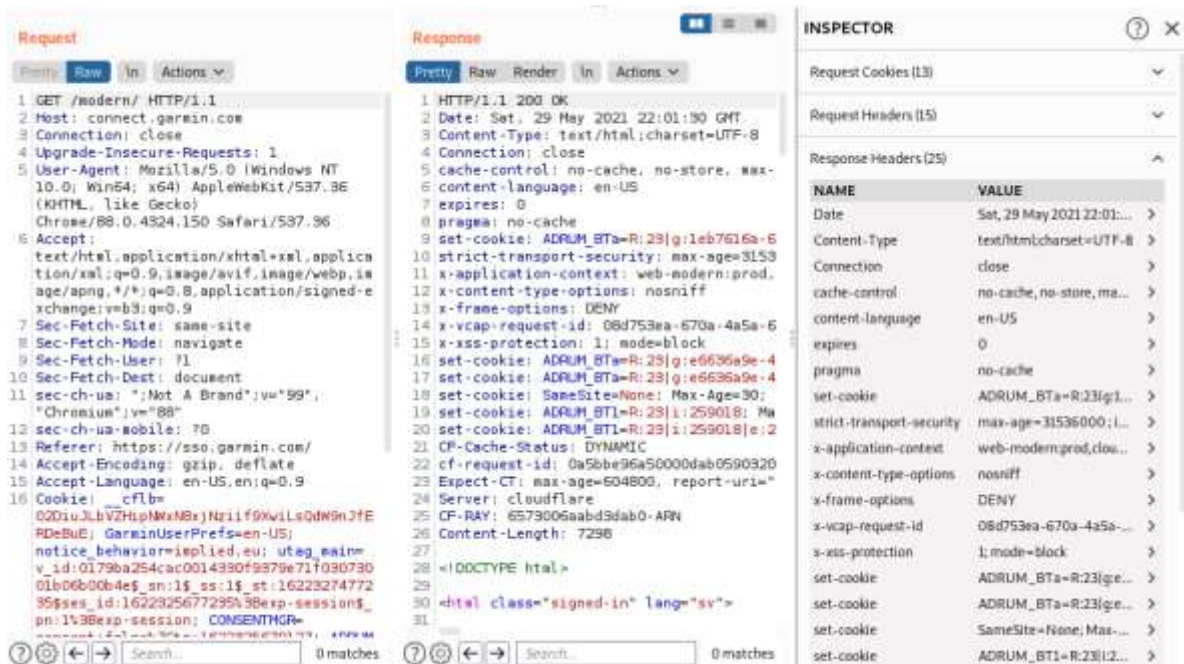 Request
Pretty Raw \n Actions
1 GET /modern/ HTTP/1.1
2 Host: connect.garmin.com
3 Connection: close
4 Upgrade-Insecure-Requests: 1
5 User-Agent: Mozilla/5.0 (Windows NT
10.0; Win64; x64) AppleWebKit/537.36
(KHTML, like Gecko)
Chrome/88.0.4324.150 Safari/537.36
6 Accept:
text/html,application/xhtml+xml,applica
tion/xml;q=0.9,image/avif,image/webp,im
age/apng,*/*;q=0.8,application/signed-e
xchange;v=b3;q=0.9
7 Sec-Fetch-Site: same-site
8 Sec-Fetch-Mode: navigate
9 Sec-Fetch-User: ?1
10 Sec-Fetch-Dest: document
11 sec-ch-ua: ";Not A Brand";v="99",
"Chromium";v="88"
12 sec-ch-ua-mobile: ?0
13 Referer: https://sso.garmin.com/
14 Accept-Encoding: gzip, deflate
15 Accept-Language: en-US,en;q=0.9
16 Cookie: __cflb=
RDeBuE; GarminUserPrefs=en-US;
notice_behavior=implied,eu; utag_main=
pn:1%3Bexp-session; CONSENTMGR=
Search...
0 matches
Response
Pretty Raw Render \n Actions
1 HTTP/1.1 200 OK
2 Date: Sat, 29 May 2021 22:01:30 GMT
3 Content-Type: text/html;charset=UTF-8
4 Connection: close
5 cache-control: no-cache, no-store, max-
6 content-language: en-US
7 expires: 0
8 pragma: no-cache
9 set-cookie: ADRUM_BTa=R:23|g:1eb7616a-6
10 strict-transport-security: max-age=3153
11 x-application-context: web-modern:prod,
12 x-content-type-options: nosniff
13 x-frame-options: DENY
14 x-vcap-request-id: 08d753ea-670a-4a5a-6
15 x-xss-protection: 1; mode=block
16 set-cookie: ADRUM_BTa=R:23|g:e6636a9e-4
17 set-cookie: ADRUM_BTa=R:23|g:e6636a9e-4
18 set-cookie: SameSite=None; Max-Age=30;
19 set-cookie: ADRUM_BT1=R:23|i:259018; Ma
20 set-cookie: ADRUM_BT1=R:23|i:259018|e:2
21 CF-Cache-Status: DYNAMIC
22 cf-request-id: 0a5bbe96a50000dab0590320
23 Expect-CT: max-age=604800, report-uri="
24 Server: cloudflare
25 CF-RAY: 6573006aabd3dab0-ARN
26 Content-Length: 7298
27
28 <!DOCTYPE html>
29
30 <html class="signed-in" lang="sv">
31
Search...
0 matches
INSPECTOR
Request Cookies (13)
Request Headers (15)
Response Headers (25)
NAME VALUE
Date Sat, 29 May 2021 22:01:...
Content-Type text/html;charset=UTF-8
Connection close
cache-control no-cache, no-store, ma...
content-language en-US
expires 0
pragma no-cache
set-cookie ADRUM_BTa=R:23|g:1...
strict-transport-security max-age=31536000; i...
x-application-context web-modern:prod,clou...
x-content-type-options nosniff
x-frame-options DENY
x-vcap-request-id 08d753ea-670a-4a5a-...
x-xss-protection 1; mode=block
set-cookie ADRUM_BTa=R:23|g:e...
set-cookie ADRUM_BTa=R:23|g:e...
set-cookie SameSite=None; Max-...
set-cookie ADRUM_BT1=R:23|i:2...